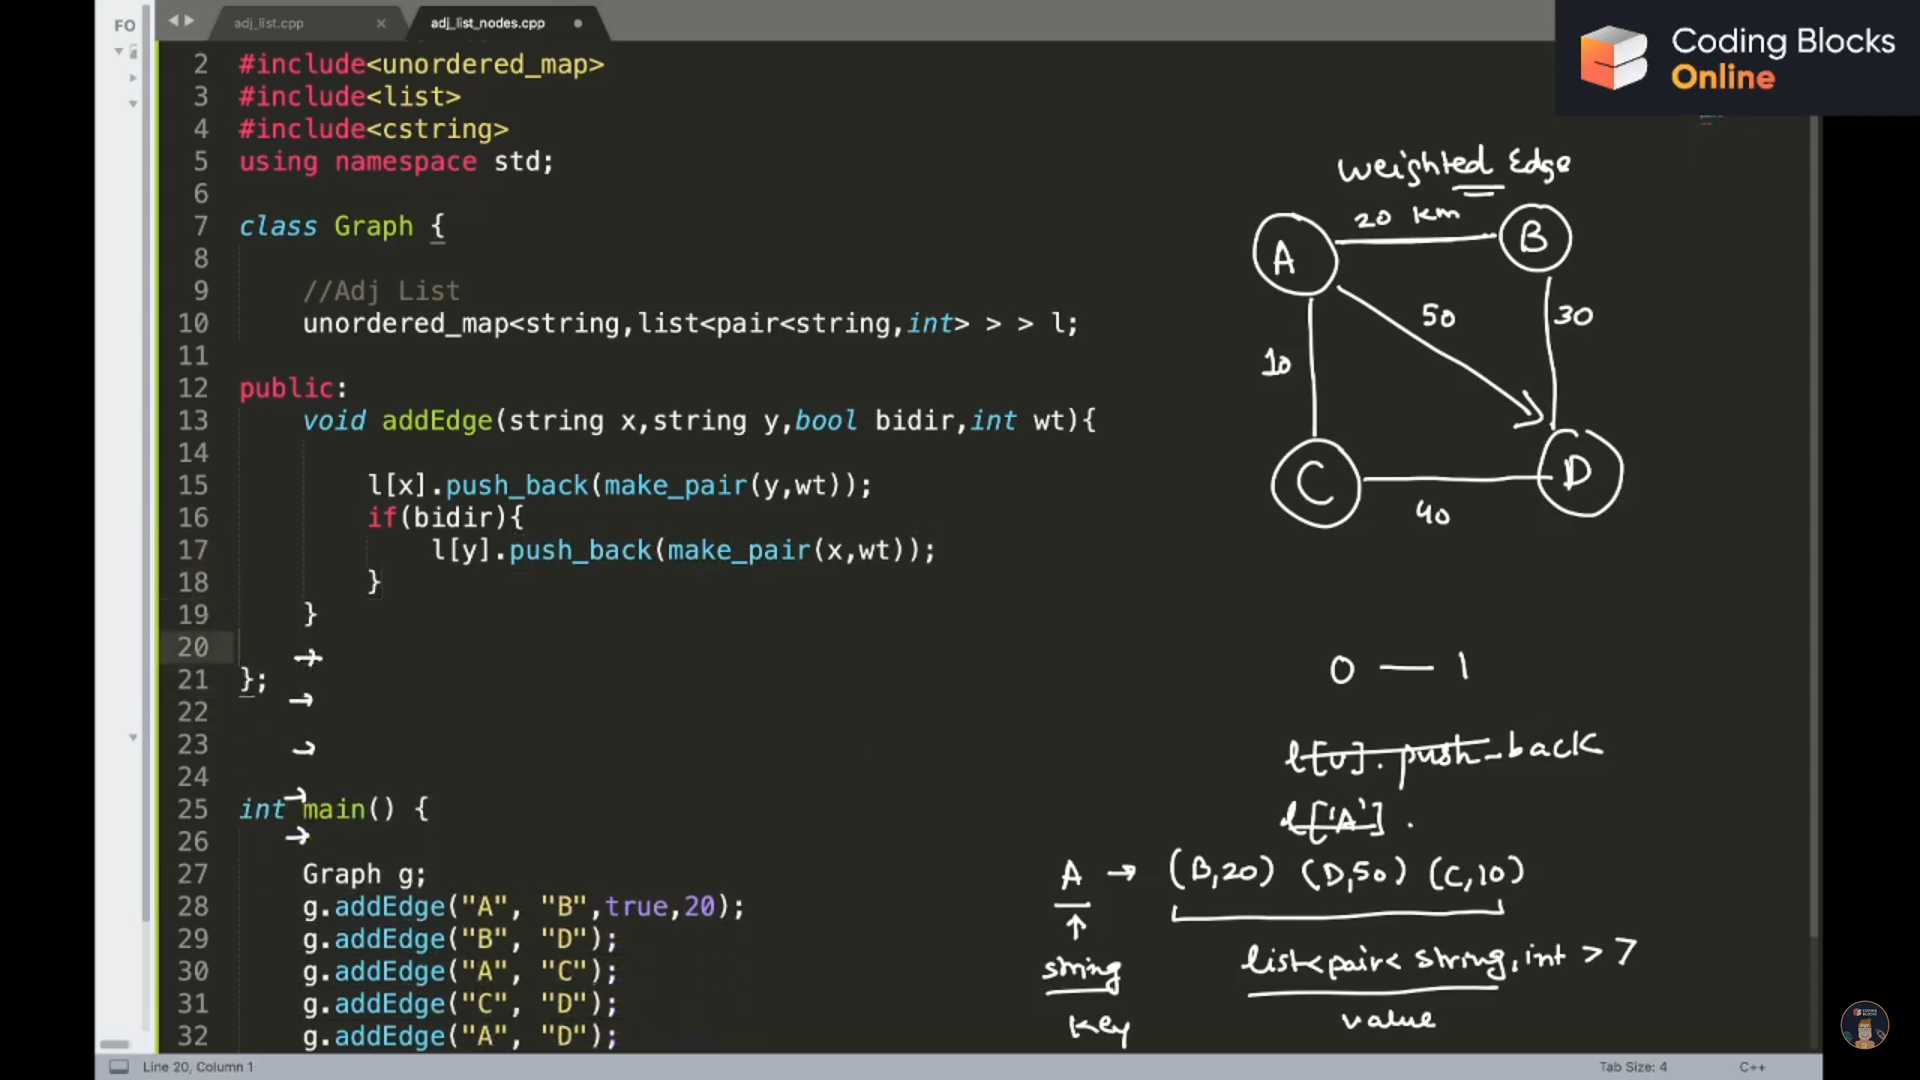 FO
adj_list.cpp ×
adj_list_nodes.cpp
Coding Blocks
Online
2 #include<unordered_map>
3 #include<list>
4 #include<cstring>
5 using namespace std;
6
7 class Graph {
8
9 //Adj List
10 unordered_map<string,list<pair<string,int> > > l;
11
12 public:
13 void addEdge(string x,string y,bool bidir,int wt){
14
15 l[x].push_back(make_pair(y,wt));
16 if(bidir){
17 l[y].push_back(make_pair(x,wt));
18 }
19 }
20
21 };
22
23
24
25 int main() {
26
27 Graph g;
28 g.addEdge("A", "B",true,20);
29 g.addEdge("B", "D");
30 g.addEdge("A", "C");
31 g.addEdge("C", "D");
32 g.addEdge("A", "D");
Weighted Edge
20 km
A
B
50
30
10
C
D
40
0 — 1
l[0].push_back
l['A'] .
A → (B,20) (D,50) (C,10)
string
list<pair<string,int>>
key
value
Line 20, Column 1
Tab Size: 4
C++